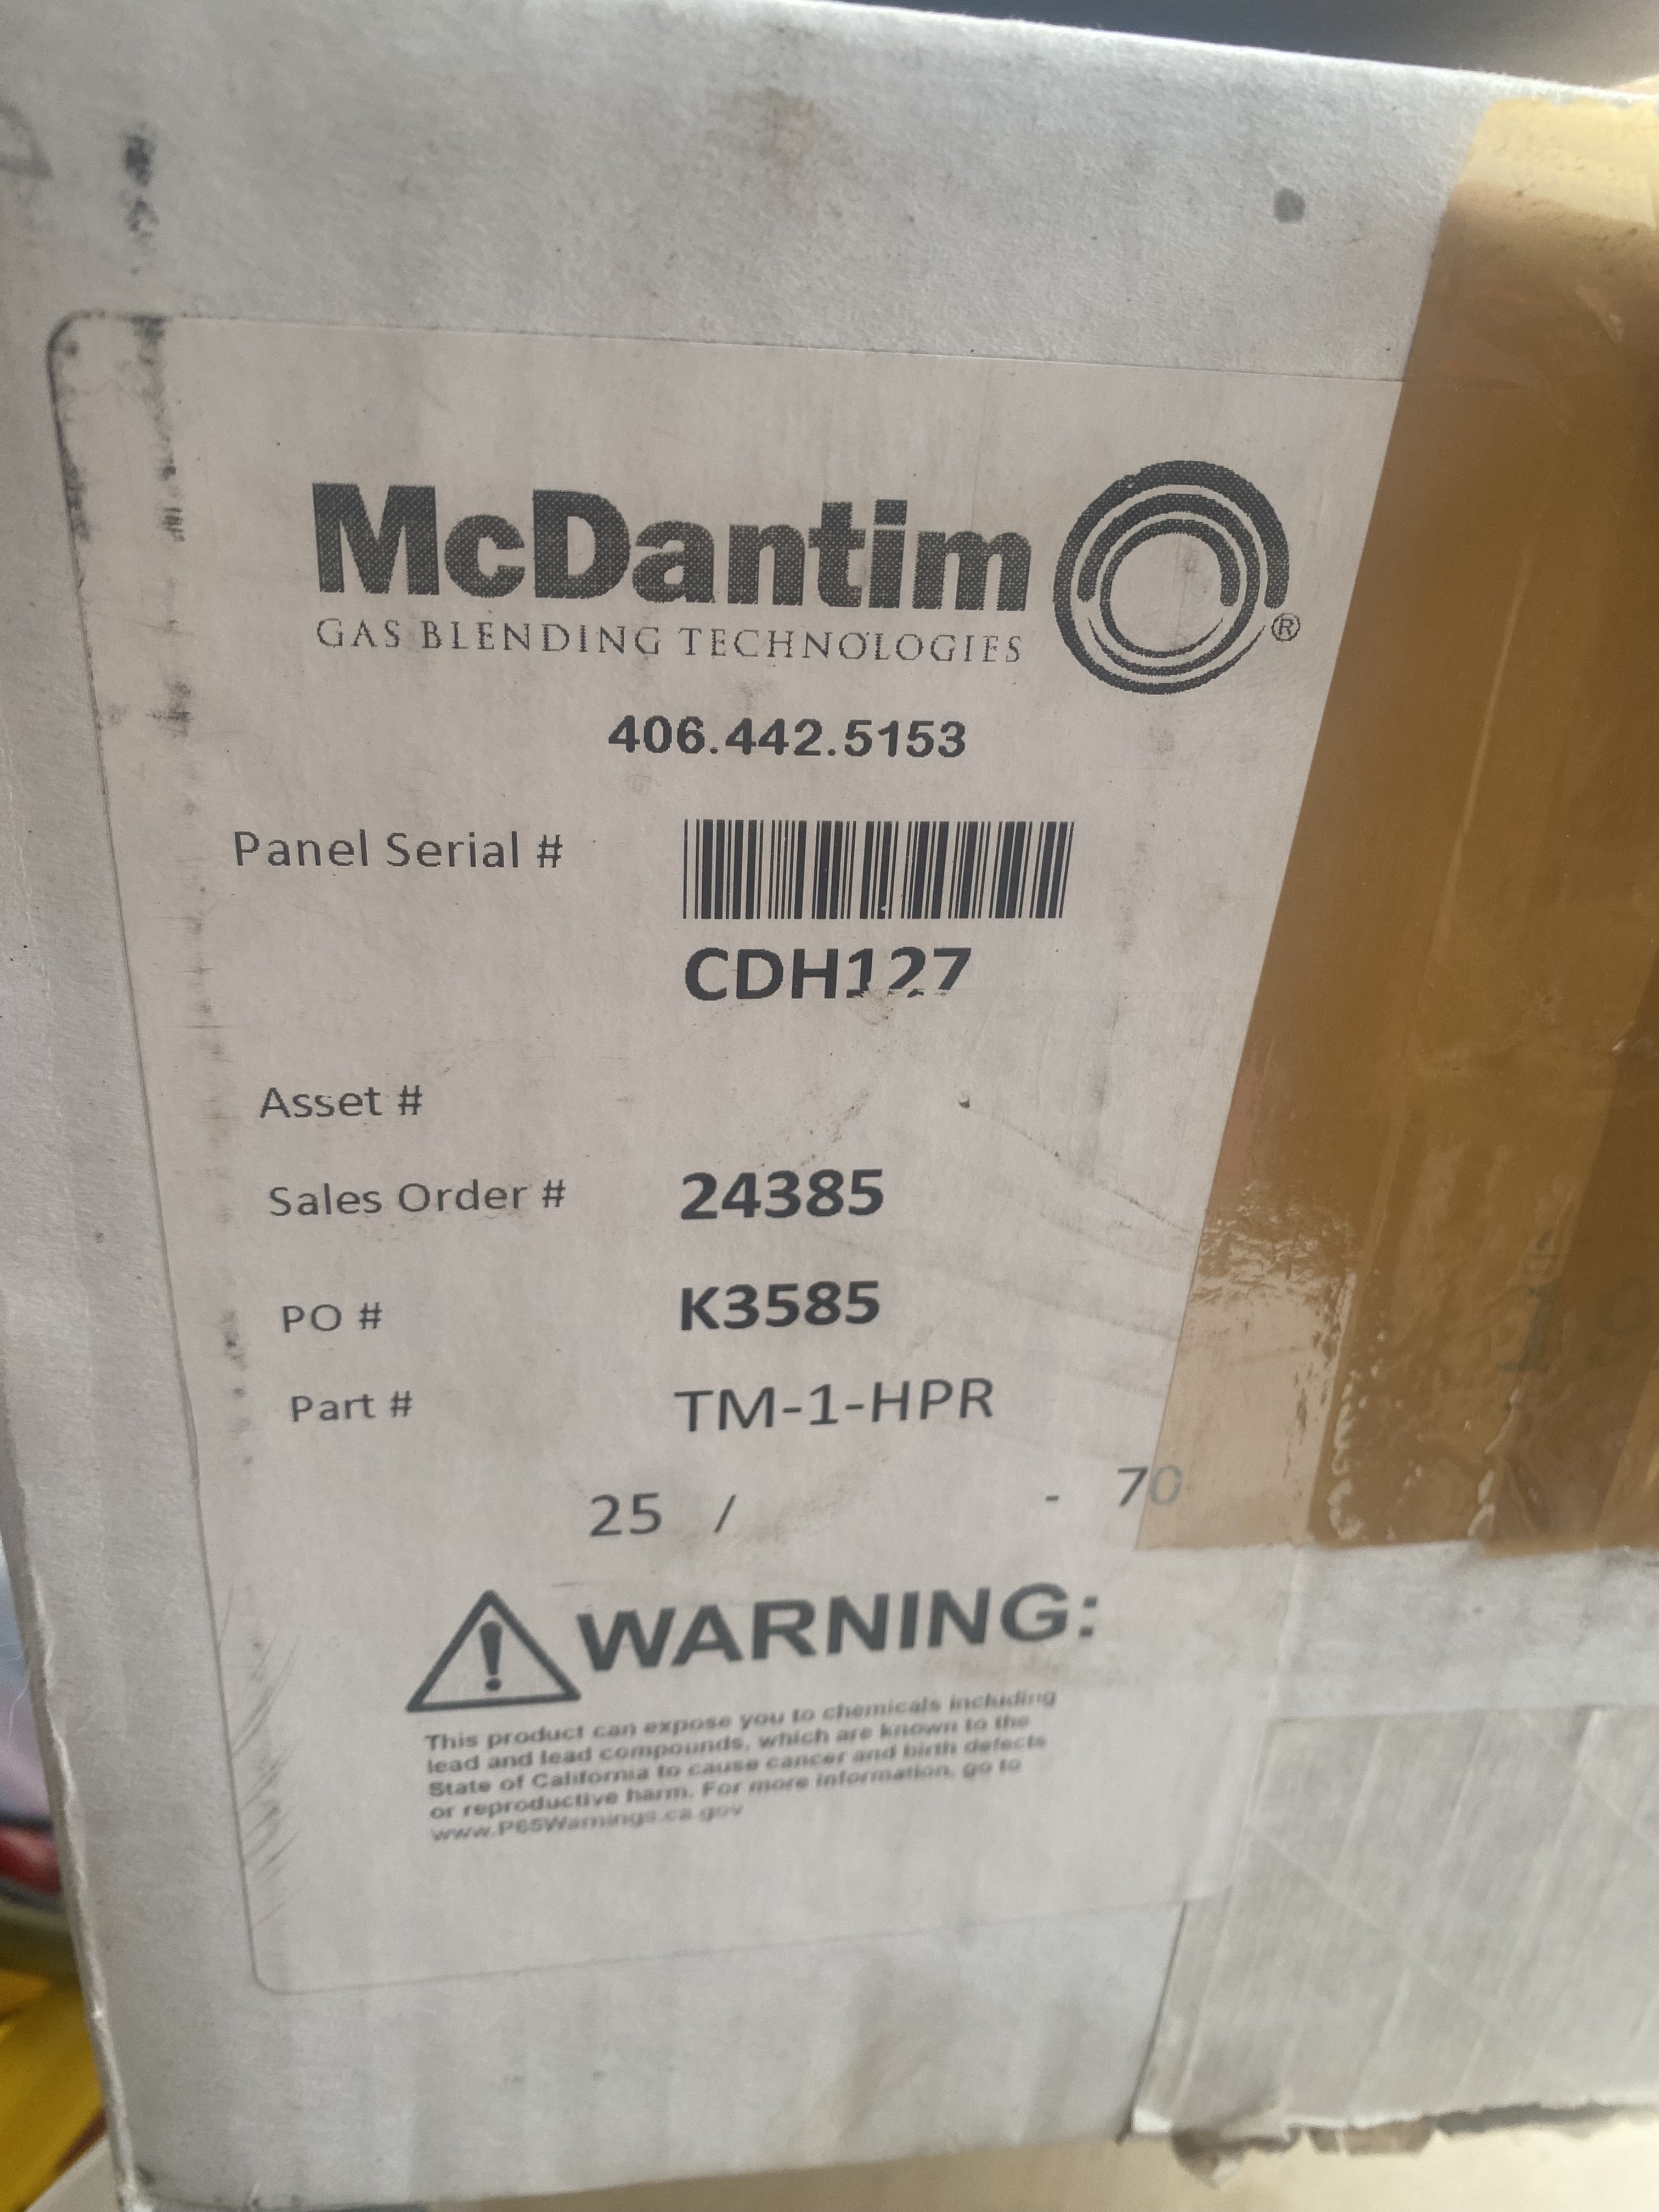 McDantim
GAS BLENDING TECHNOLOGIES ®
406.442.5153
Panel Serial #
CDH127
Asset #
Sales Order # 24385
PO # K3585
Part # TM-1-HPR
25 / - 70
WARNING:
This product can expose you to chemicals including
lead and lead compounds, which are known to the
State of California to cause cancer and birth defects
or reproductive harm. For more information, go to
www.P65Warnings.ca.gov